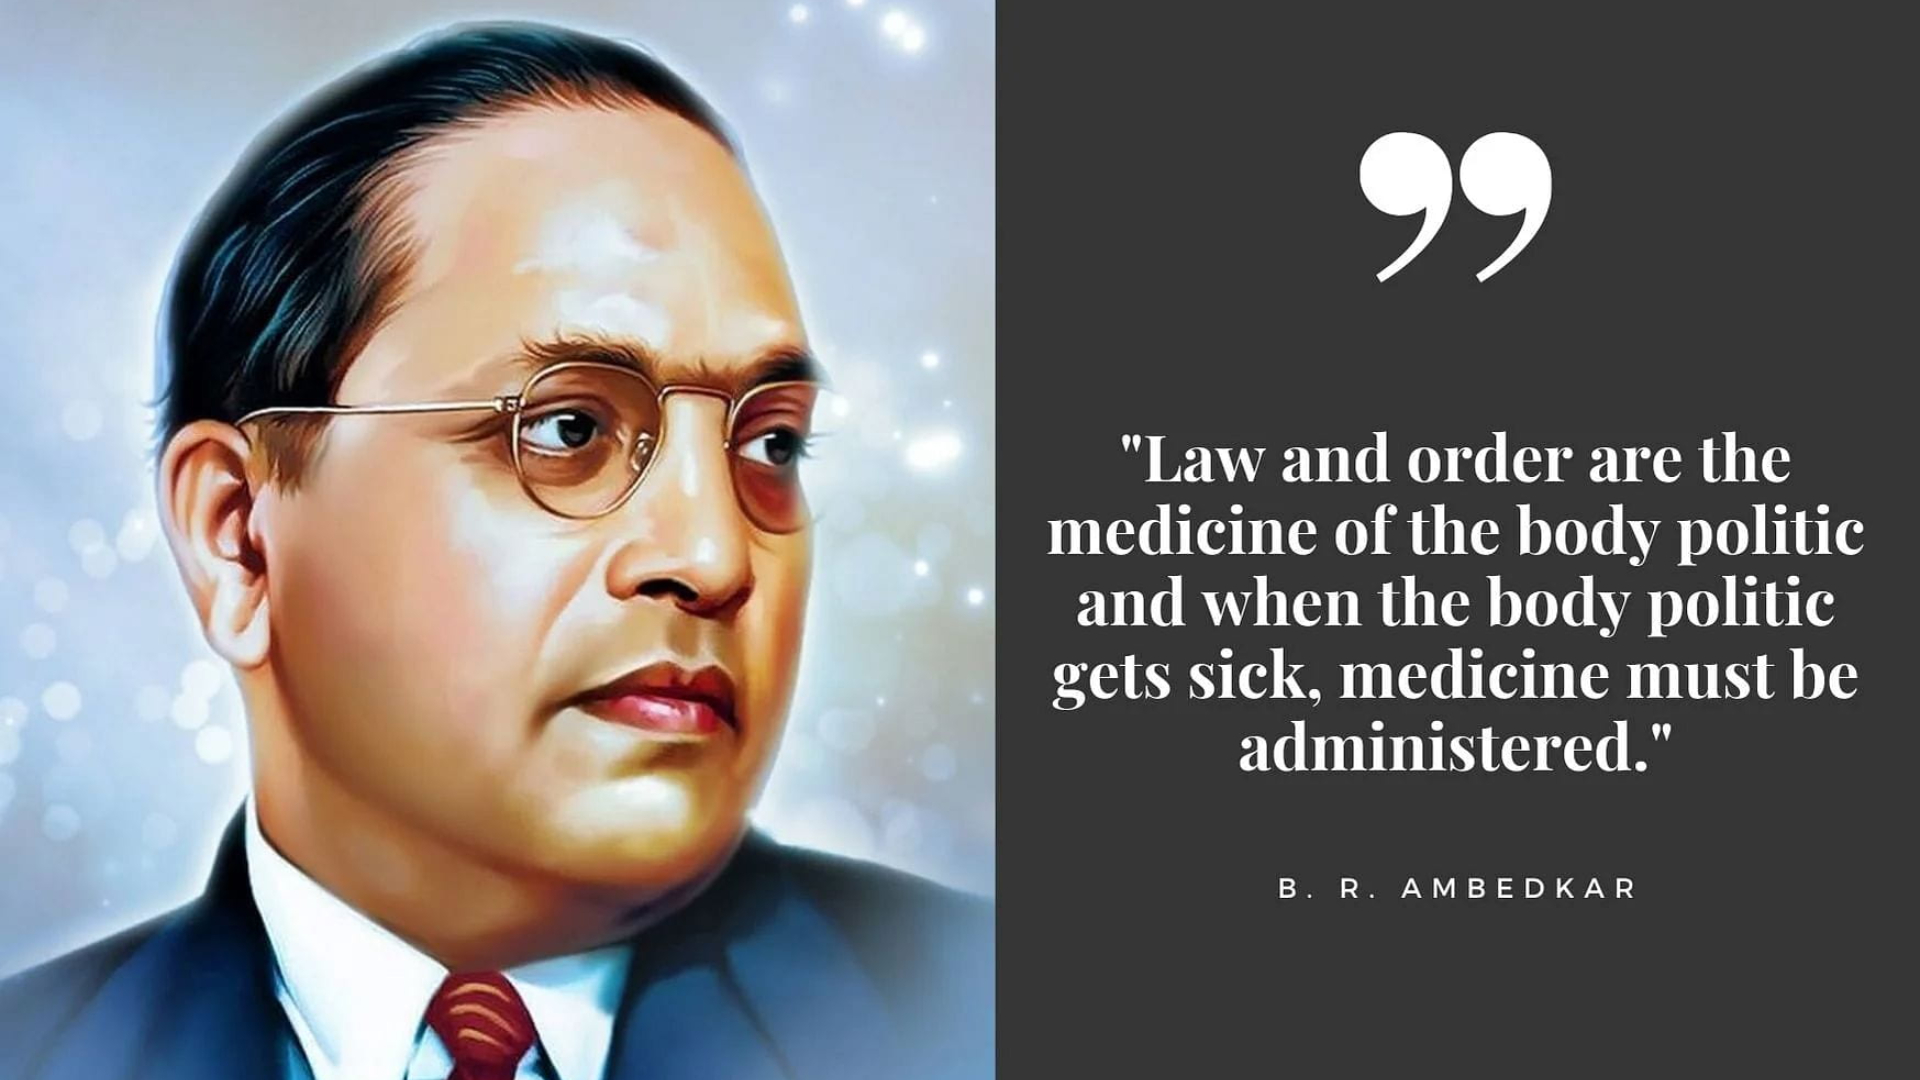 "Law and order are the
medicine of the body politic
and when the body politic
gets sick, medicine must be
administered."
B. R. AMBEDKAR